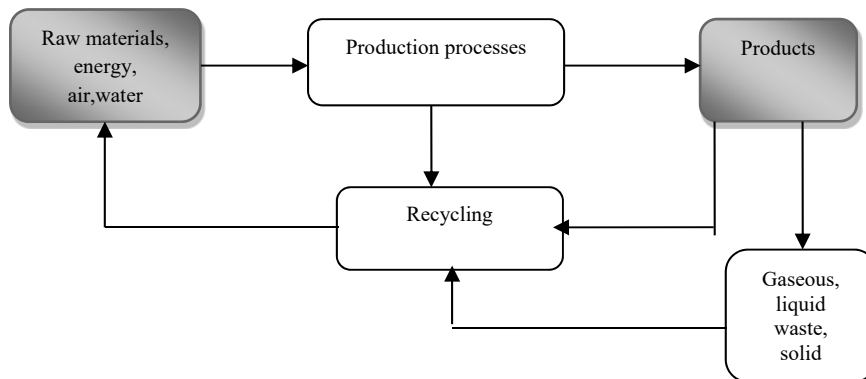 Raw materials,
energy,
air,water
Production processes
Products
Recycling
Gaseous,
liquid
waste,
solid